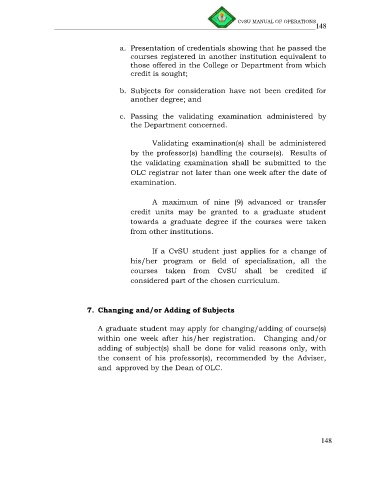 CvSU MANUAL OF OPERATIONS
148
a. Presentation of credentials showing that he passed the
courses registered in another institution equivalent to
those offered in the College or Department from which
credit is sought;
b. Subjects for consideration have not been credited for
another degree; and
c. Passing the validating examination administered by
the Department concerned.
Validating examination(s) shall be administered
by the professor(s) handling the course(s). Results of
the validating examination shall be submitted to the
OLC registrar not later than one week after the date of
examination.
A maximum of nine (9) advanced or transfer
credit units may be granted to a graduate student
towards a graduate degree if the courses were taken
from other institutions.
If a CvSU student just applies for a change of
his/her program or field of specialization, all the
courses taken from CvSU shall be credited if
considered part of the chosen curriculum.
7. Changing and/or Adding of Subjects
A graduate student may apply for changing/adding of course(s)
within one week after his/her registration. Changing and/or
adding of subject(s) shall be done for valid reasons only, with
the consent of his professor(s), recommended by the Adviser,
and approved by the Dean of OLC.
148